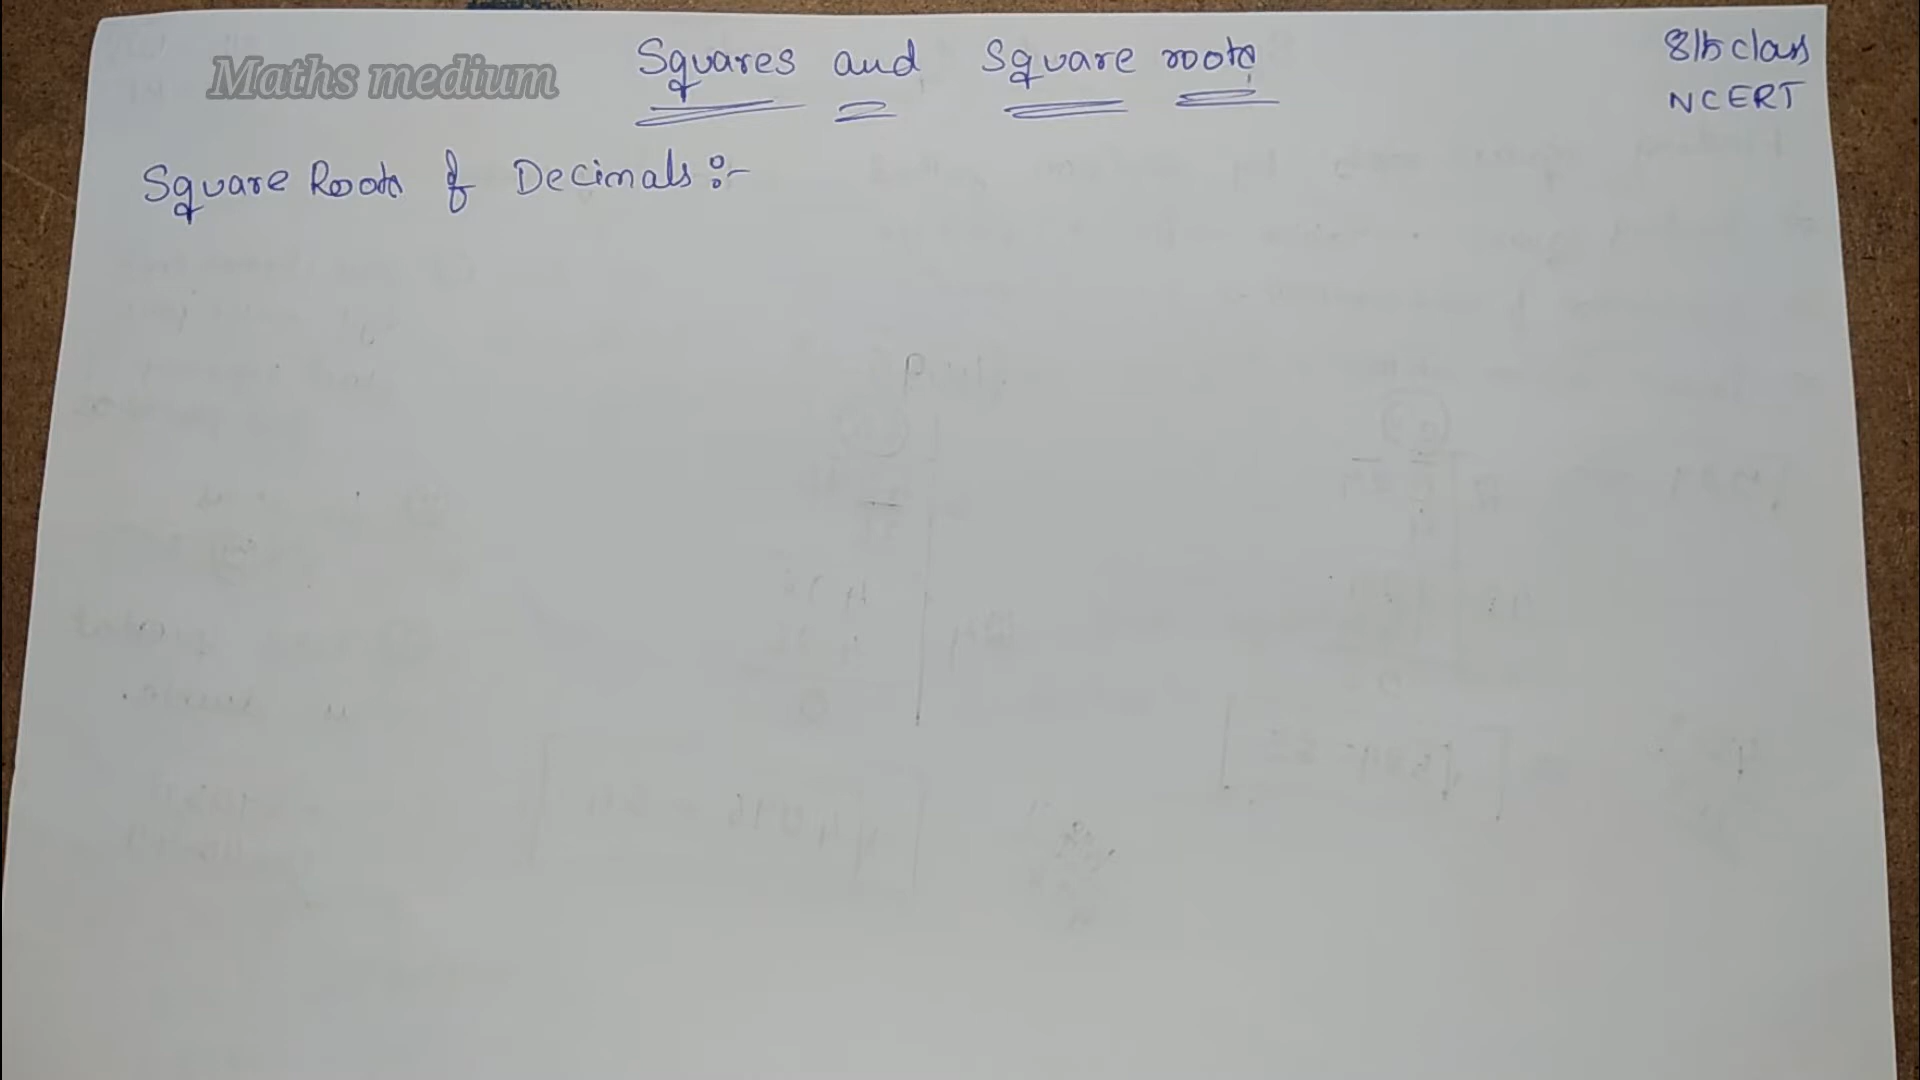 Maths medium
Squares and Square roots
8th class
NCERT
Square Roots of Decimals :-